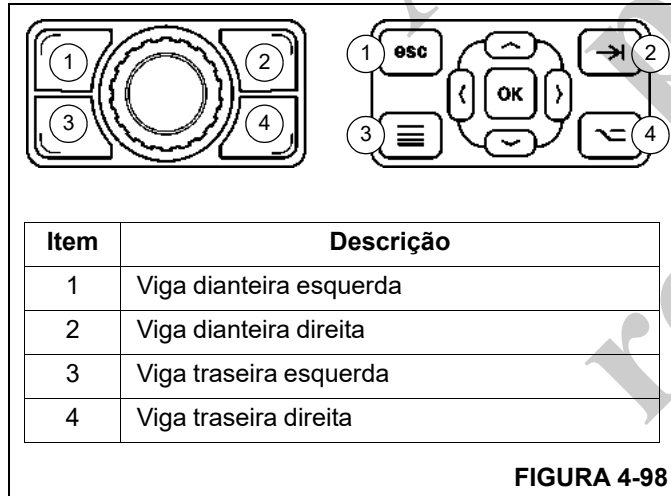 1 2
3 4
1 esc 2
OK
3 4
Item Descrição
1 Viga dianteira esquerda
2 Viga dianteira direita
3 Viga traseira esquerda
4 Viga traseira direita
FIGURA 4-98